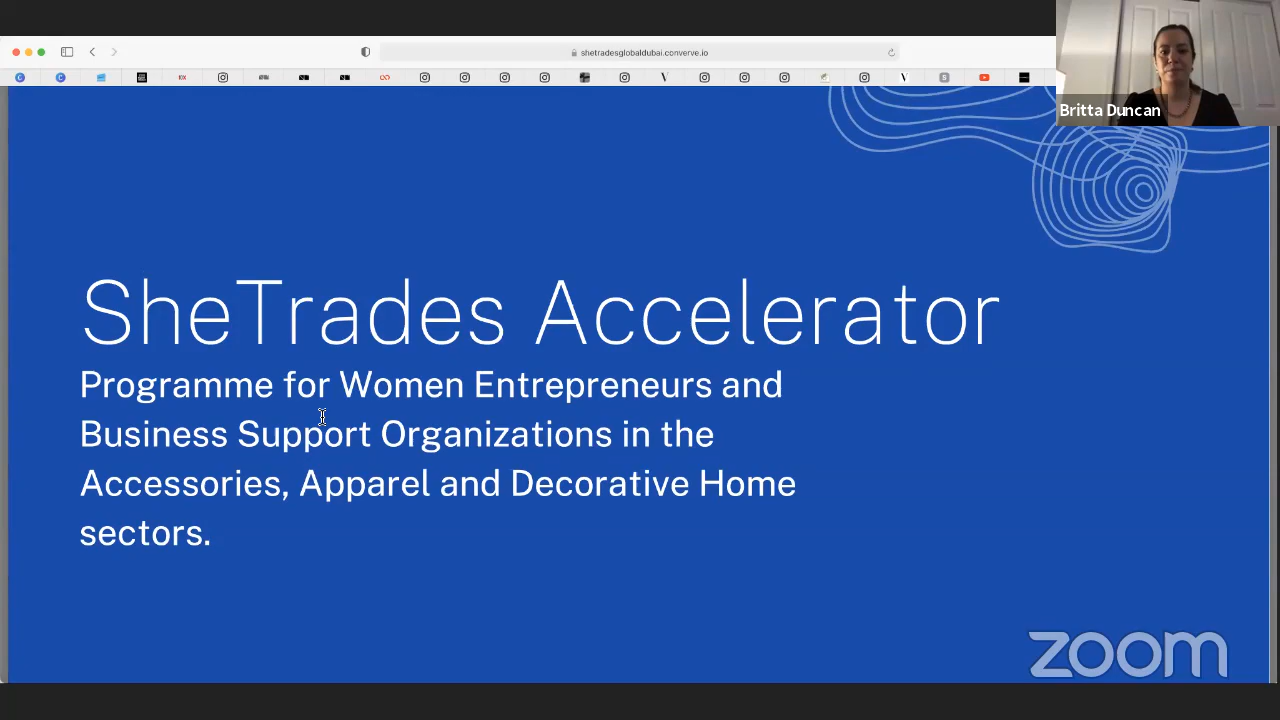 shetradesglobaldubai.converve.io
Britta Duncan
SheTrades Accelerator
Programme for Women Entrepreneurs and
Business Support Organizations in the
Accessories, Apparel and Decorative Home
sectors.
zoom